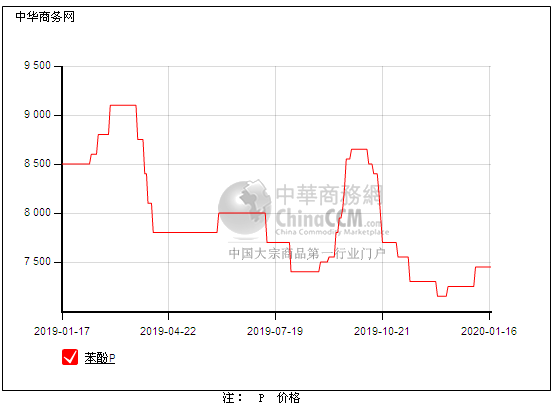 中华商务网
9 500
9 000
8 500
8 000
7 500
中華商務網
ChinaCCM.com
China Commodity Marketplace
中国大宗商品第一行业门户
2019-01-17 2019-04-22 2019-07-19 2019-10-21 2020-01-16
苯酚P
注： P 价格